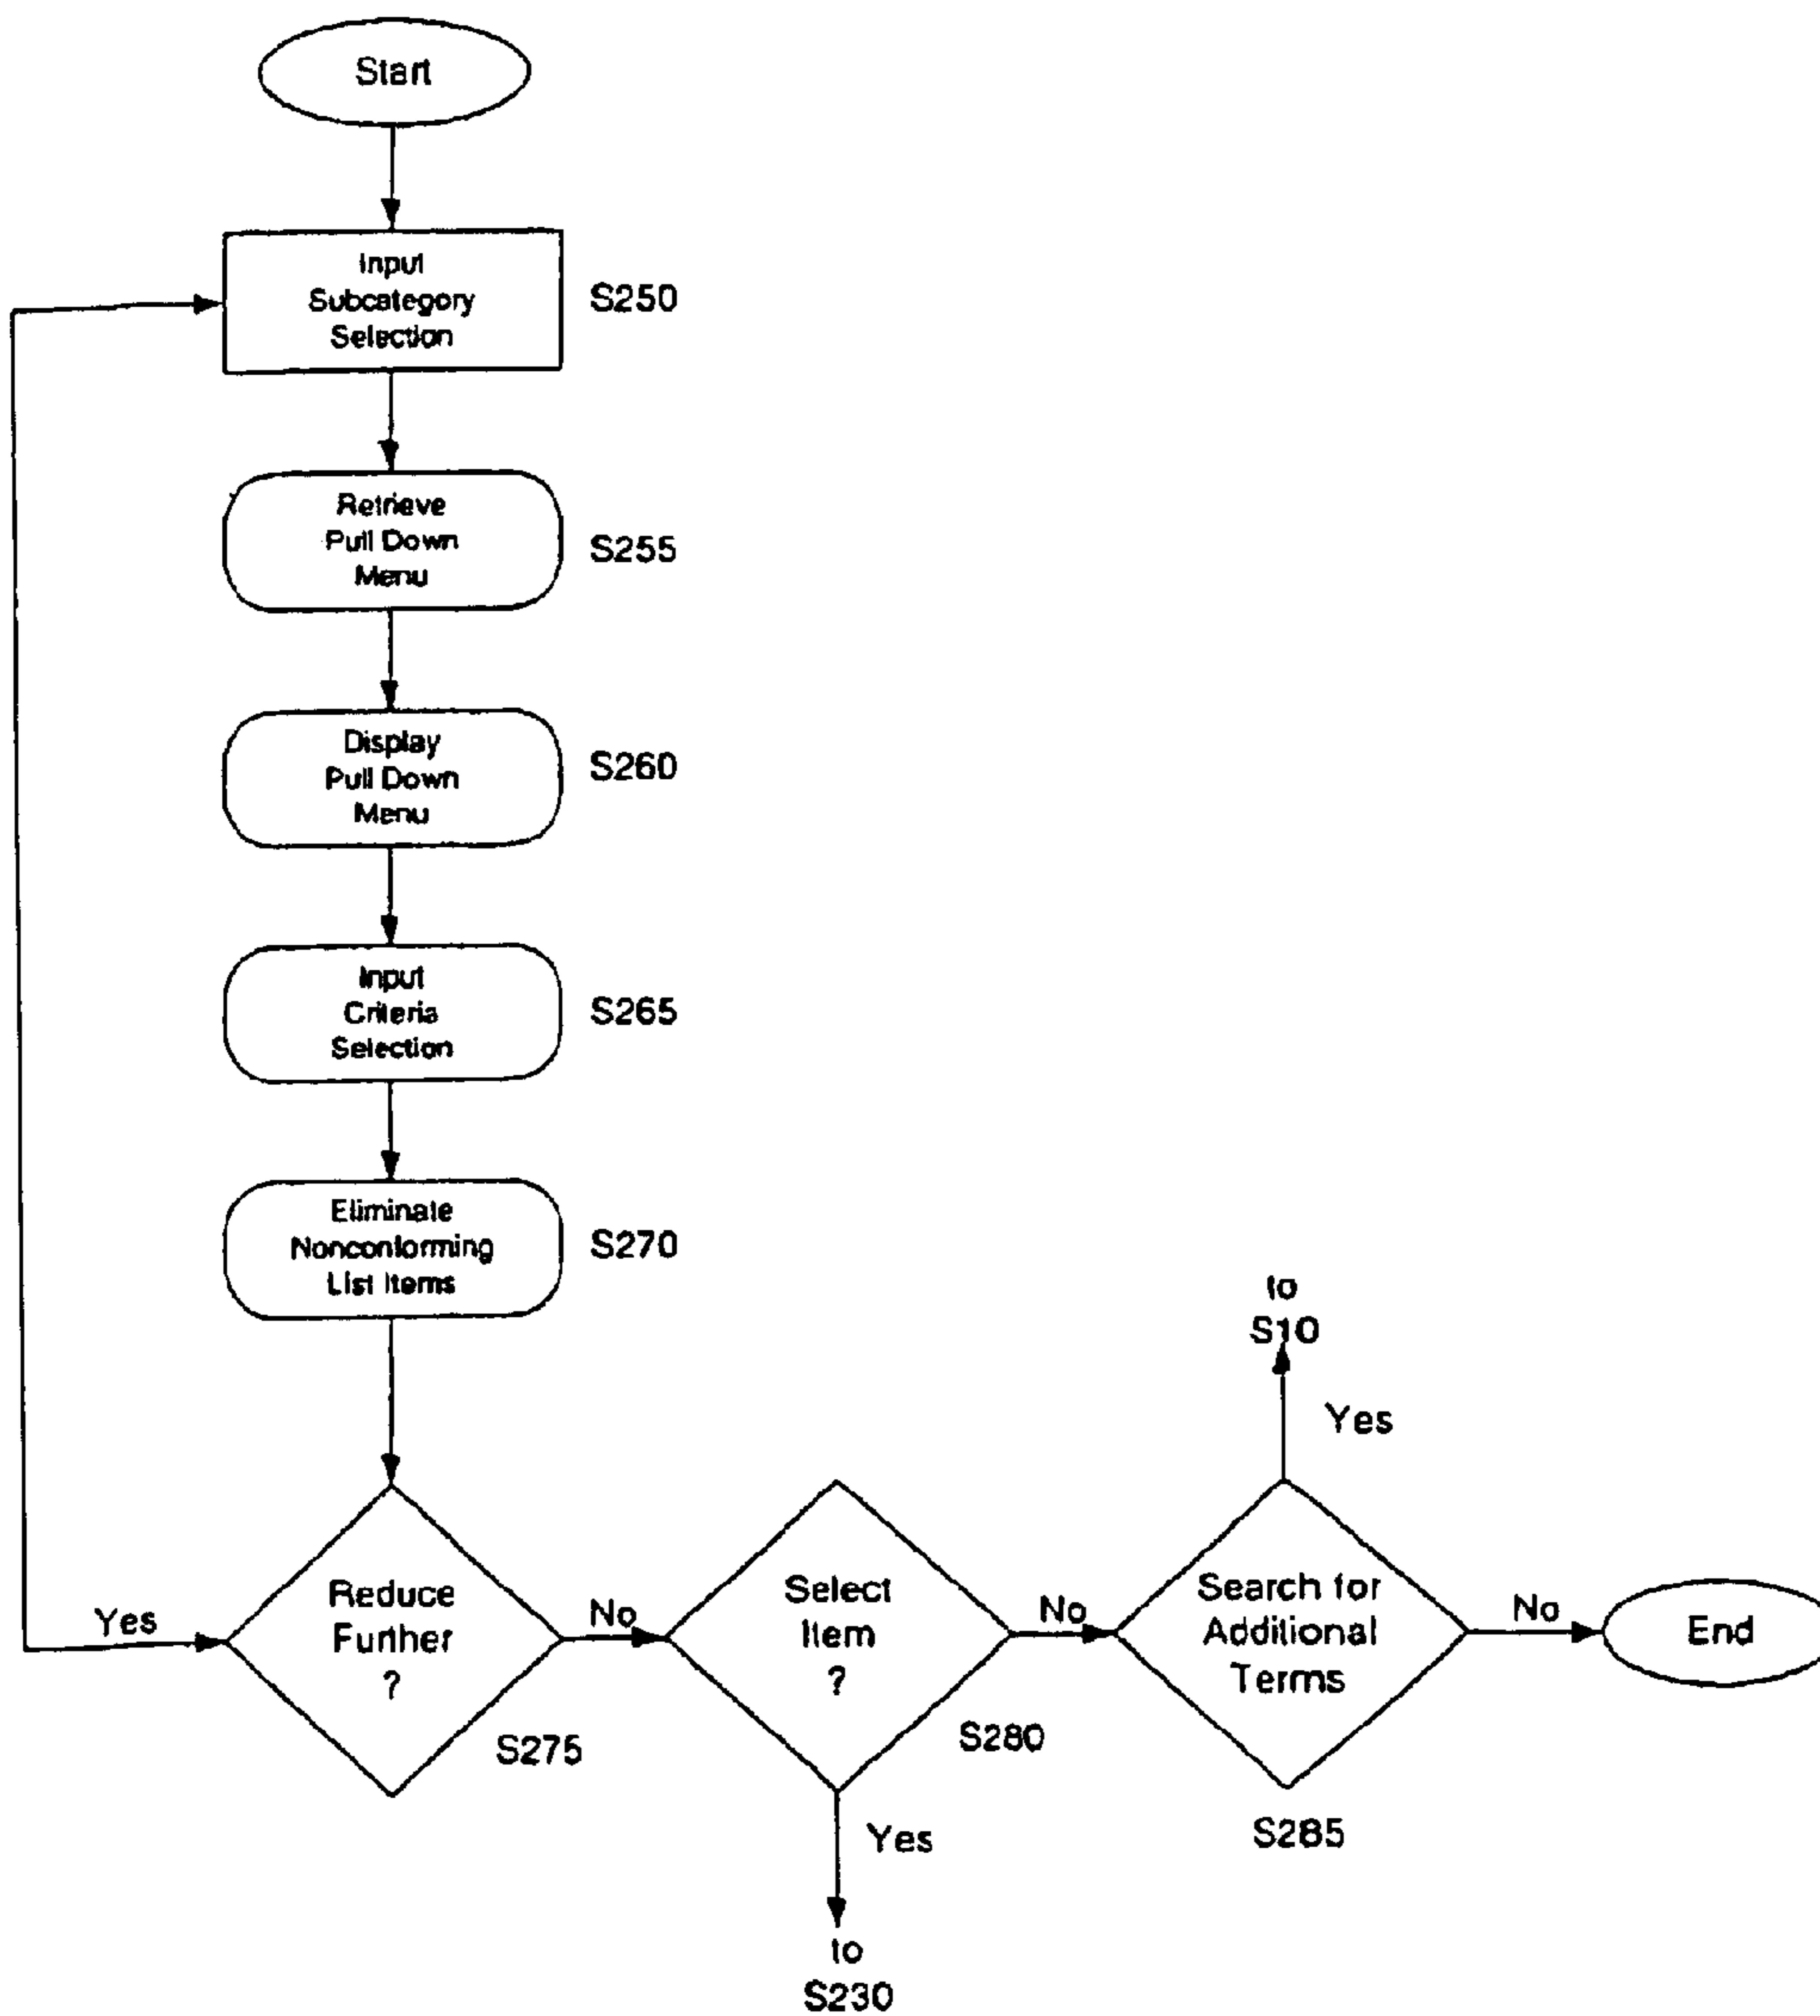 Start
Input
Subcategory
Selection
S250
Retrieve
Pull Down
Menu
S255
Display
Pull Down
Menu
S260
Input
Criteria
Selection
S265
Eliminate
Nonconforming
List Items
S270
Yes
Reduce
Further
?
S275
No
Select
Item
?
S280
Yes
to
S230
No
Search for
Additional
Terms
S285
Yes
to
S10
No
End